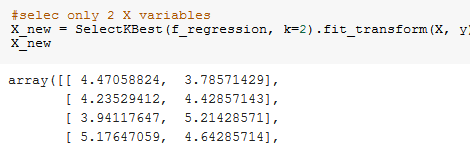 #selec only 2 X variables
X_new = SelectKBest(f_regression, k=2).fit_transform(X, y
X_new
array([[ 4.47058824, 3.78571429],
[ 4.23529412, 4.42857143],
[ 3.94117647, 5.21428571],
[ 5.17647059, 4.64285714],